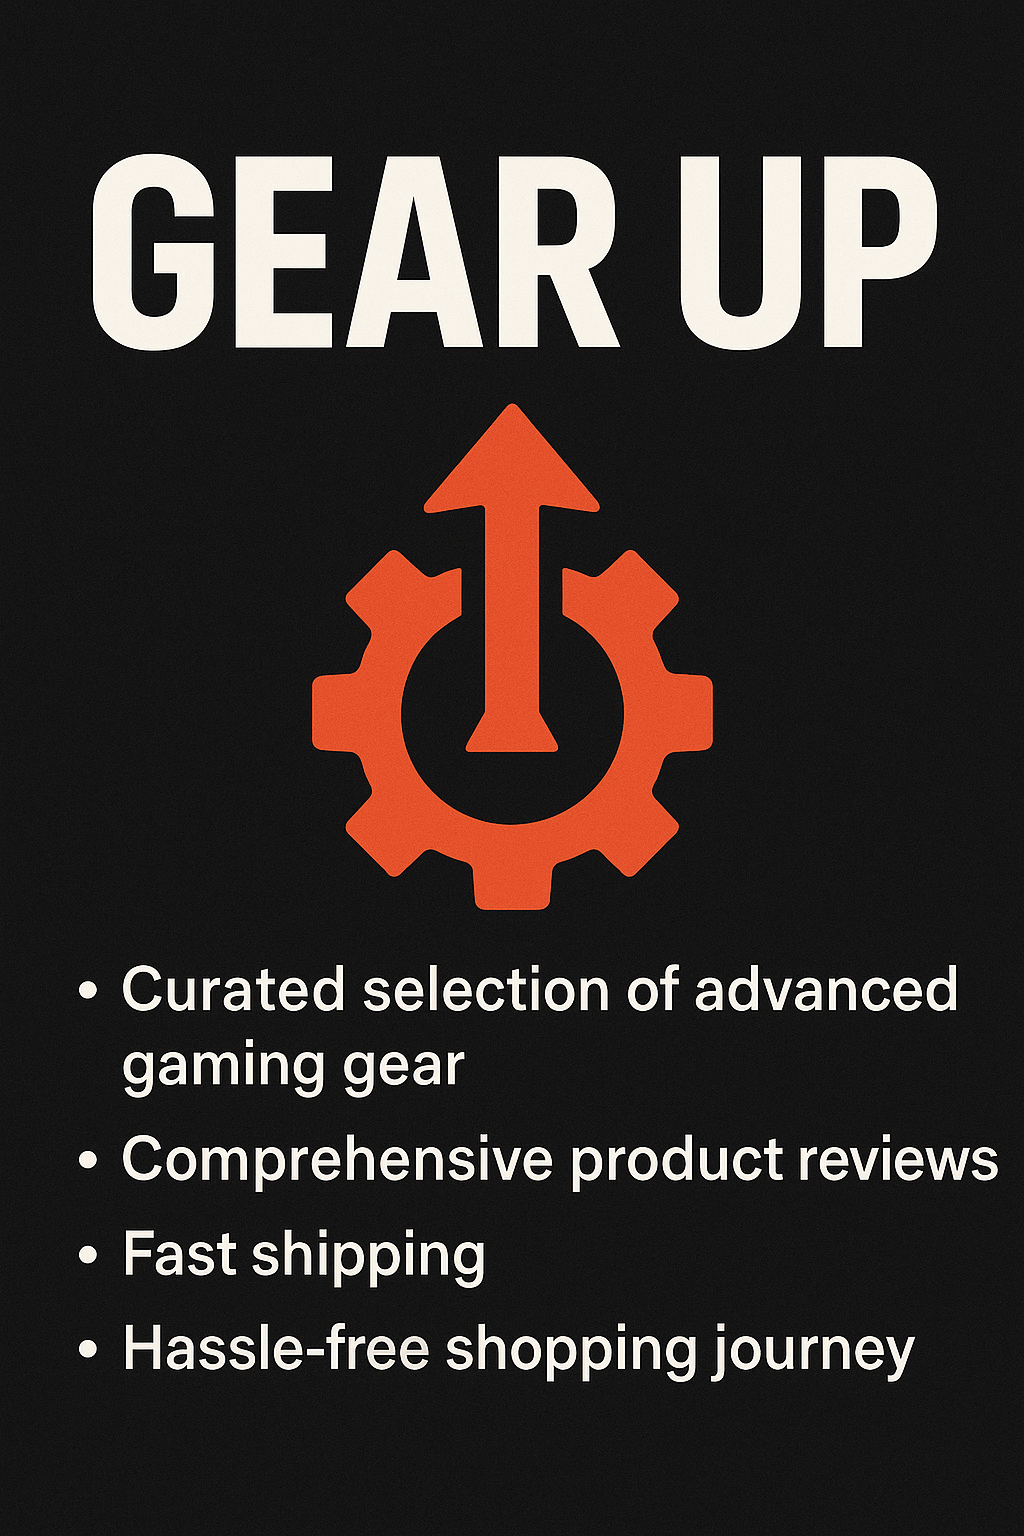 GEAR UP
• Curated selection of advanced
gaming gear
• Comprehensive product reviews
• Fast shipping
• Hassle-free shopping journey